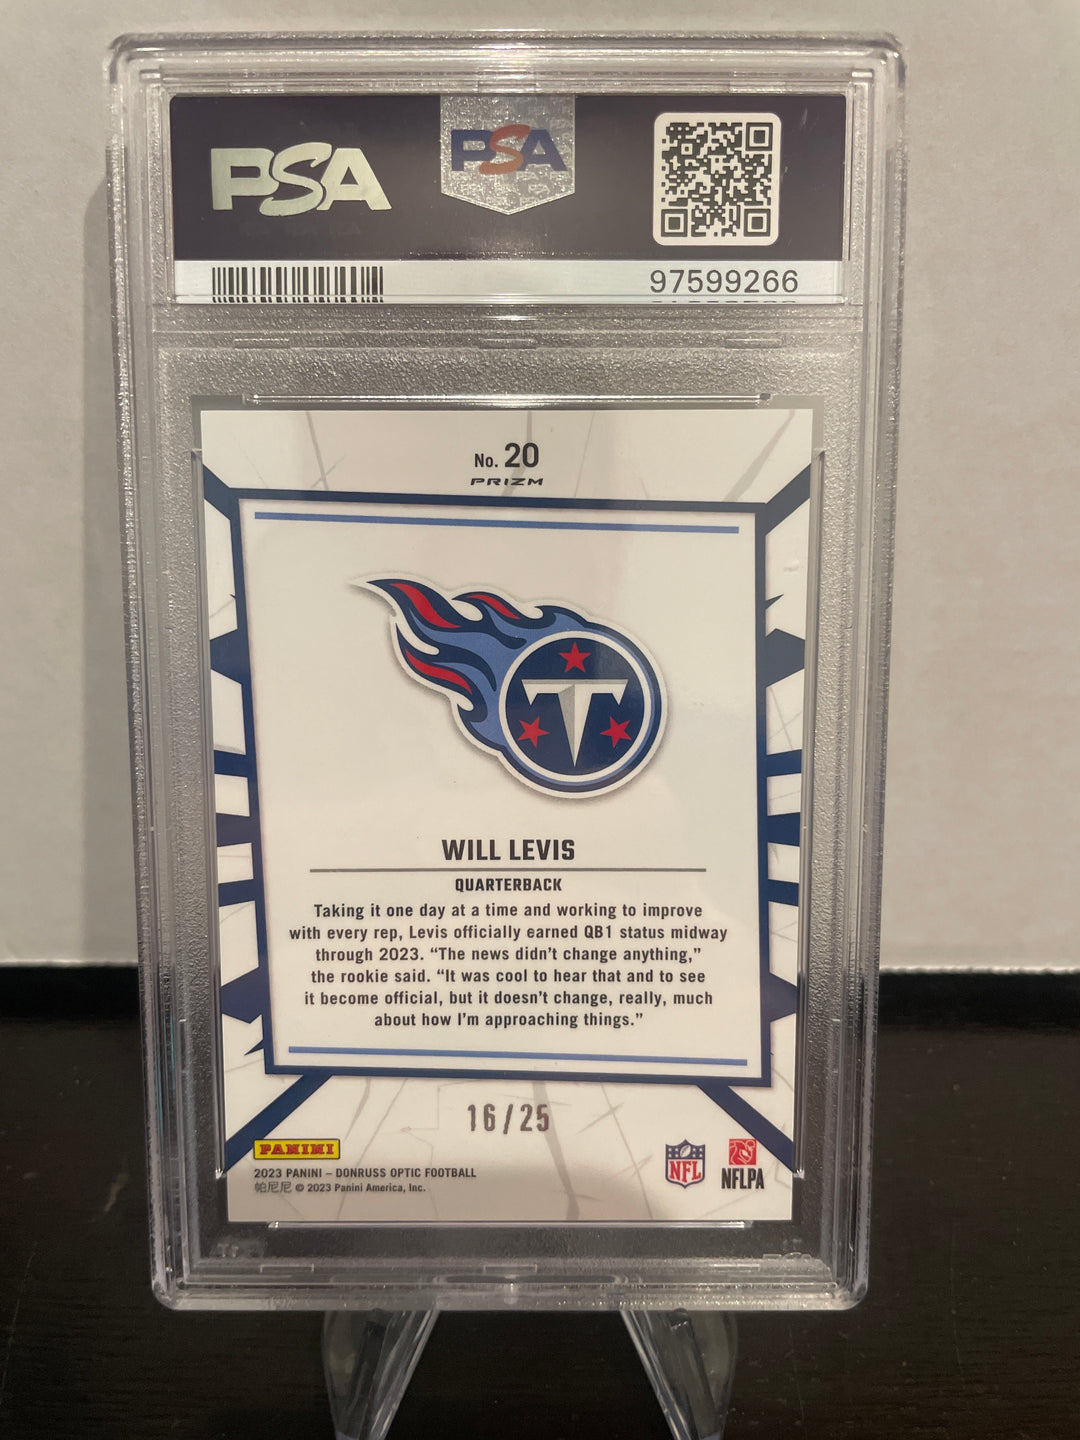 PSA
PSA
97599266
No. 20
PRIZM
WILL LEVIS
QUARTERBACK
Taking it one day at a time and working to improve
with every rep, Levis officially earned QB1 status midway
through 2023. “The news didn’t change anything,”
the rookie said. “It was cool to hear that and to see
it become official, but it doesn’t change, really, much
about how I’m approaching things.”
16/25
PANINI
2023 PANINI – DONRUSS OPTIC FOOTBALL
帕尼尼 © 2023 Panini America, Inc.
NFL
NFLPA